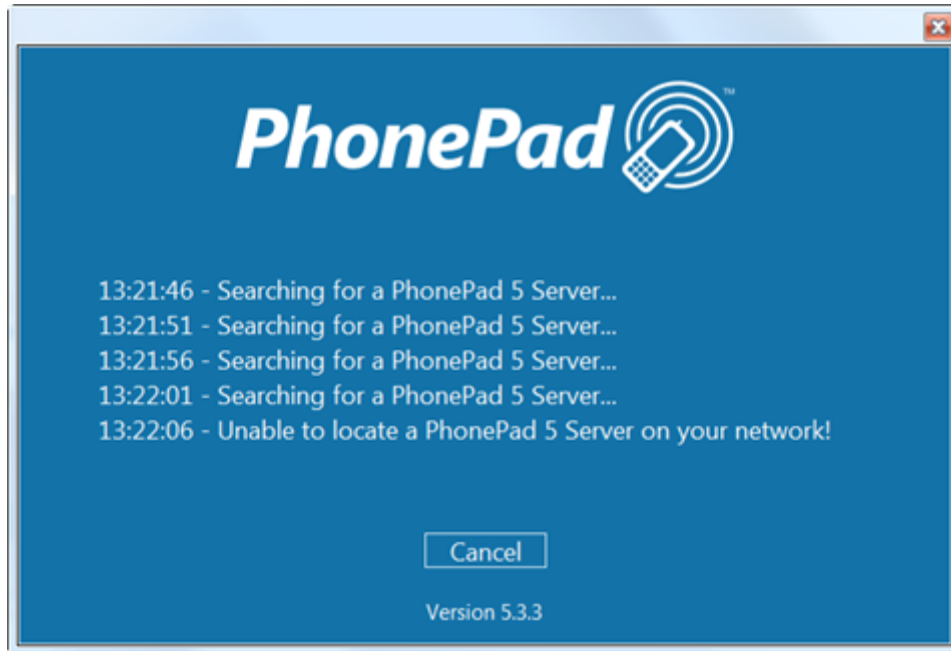 PhonePad™
13:21:46 - Searching for a PhonePad 5 Server...
13:21:51 - Searching for a PhonePad 5 Server...
13:21:56 - Searching for a PhonePad 5 Server...
13:22:01 - Searching for a PhonePad 5 Server...
13:22:06 - Unable to locate a PhonePad 5 Server on your network!
Cancel
Version 5.3.3